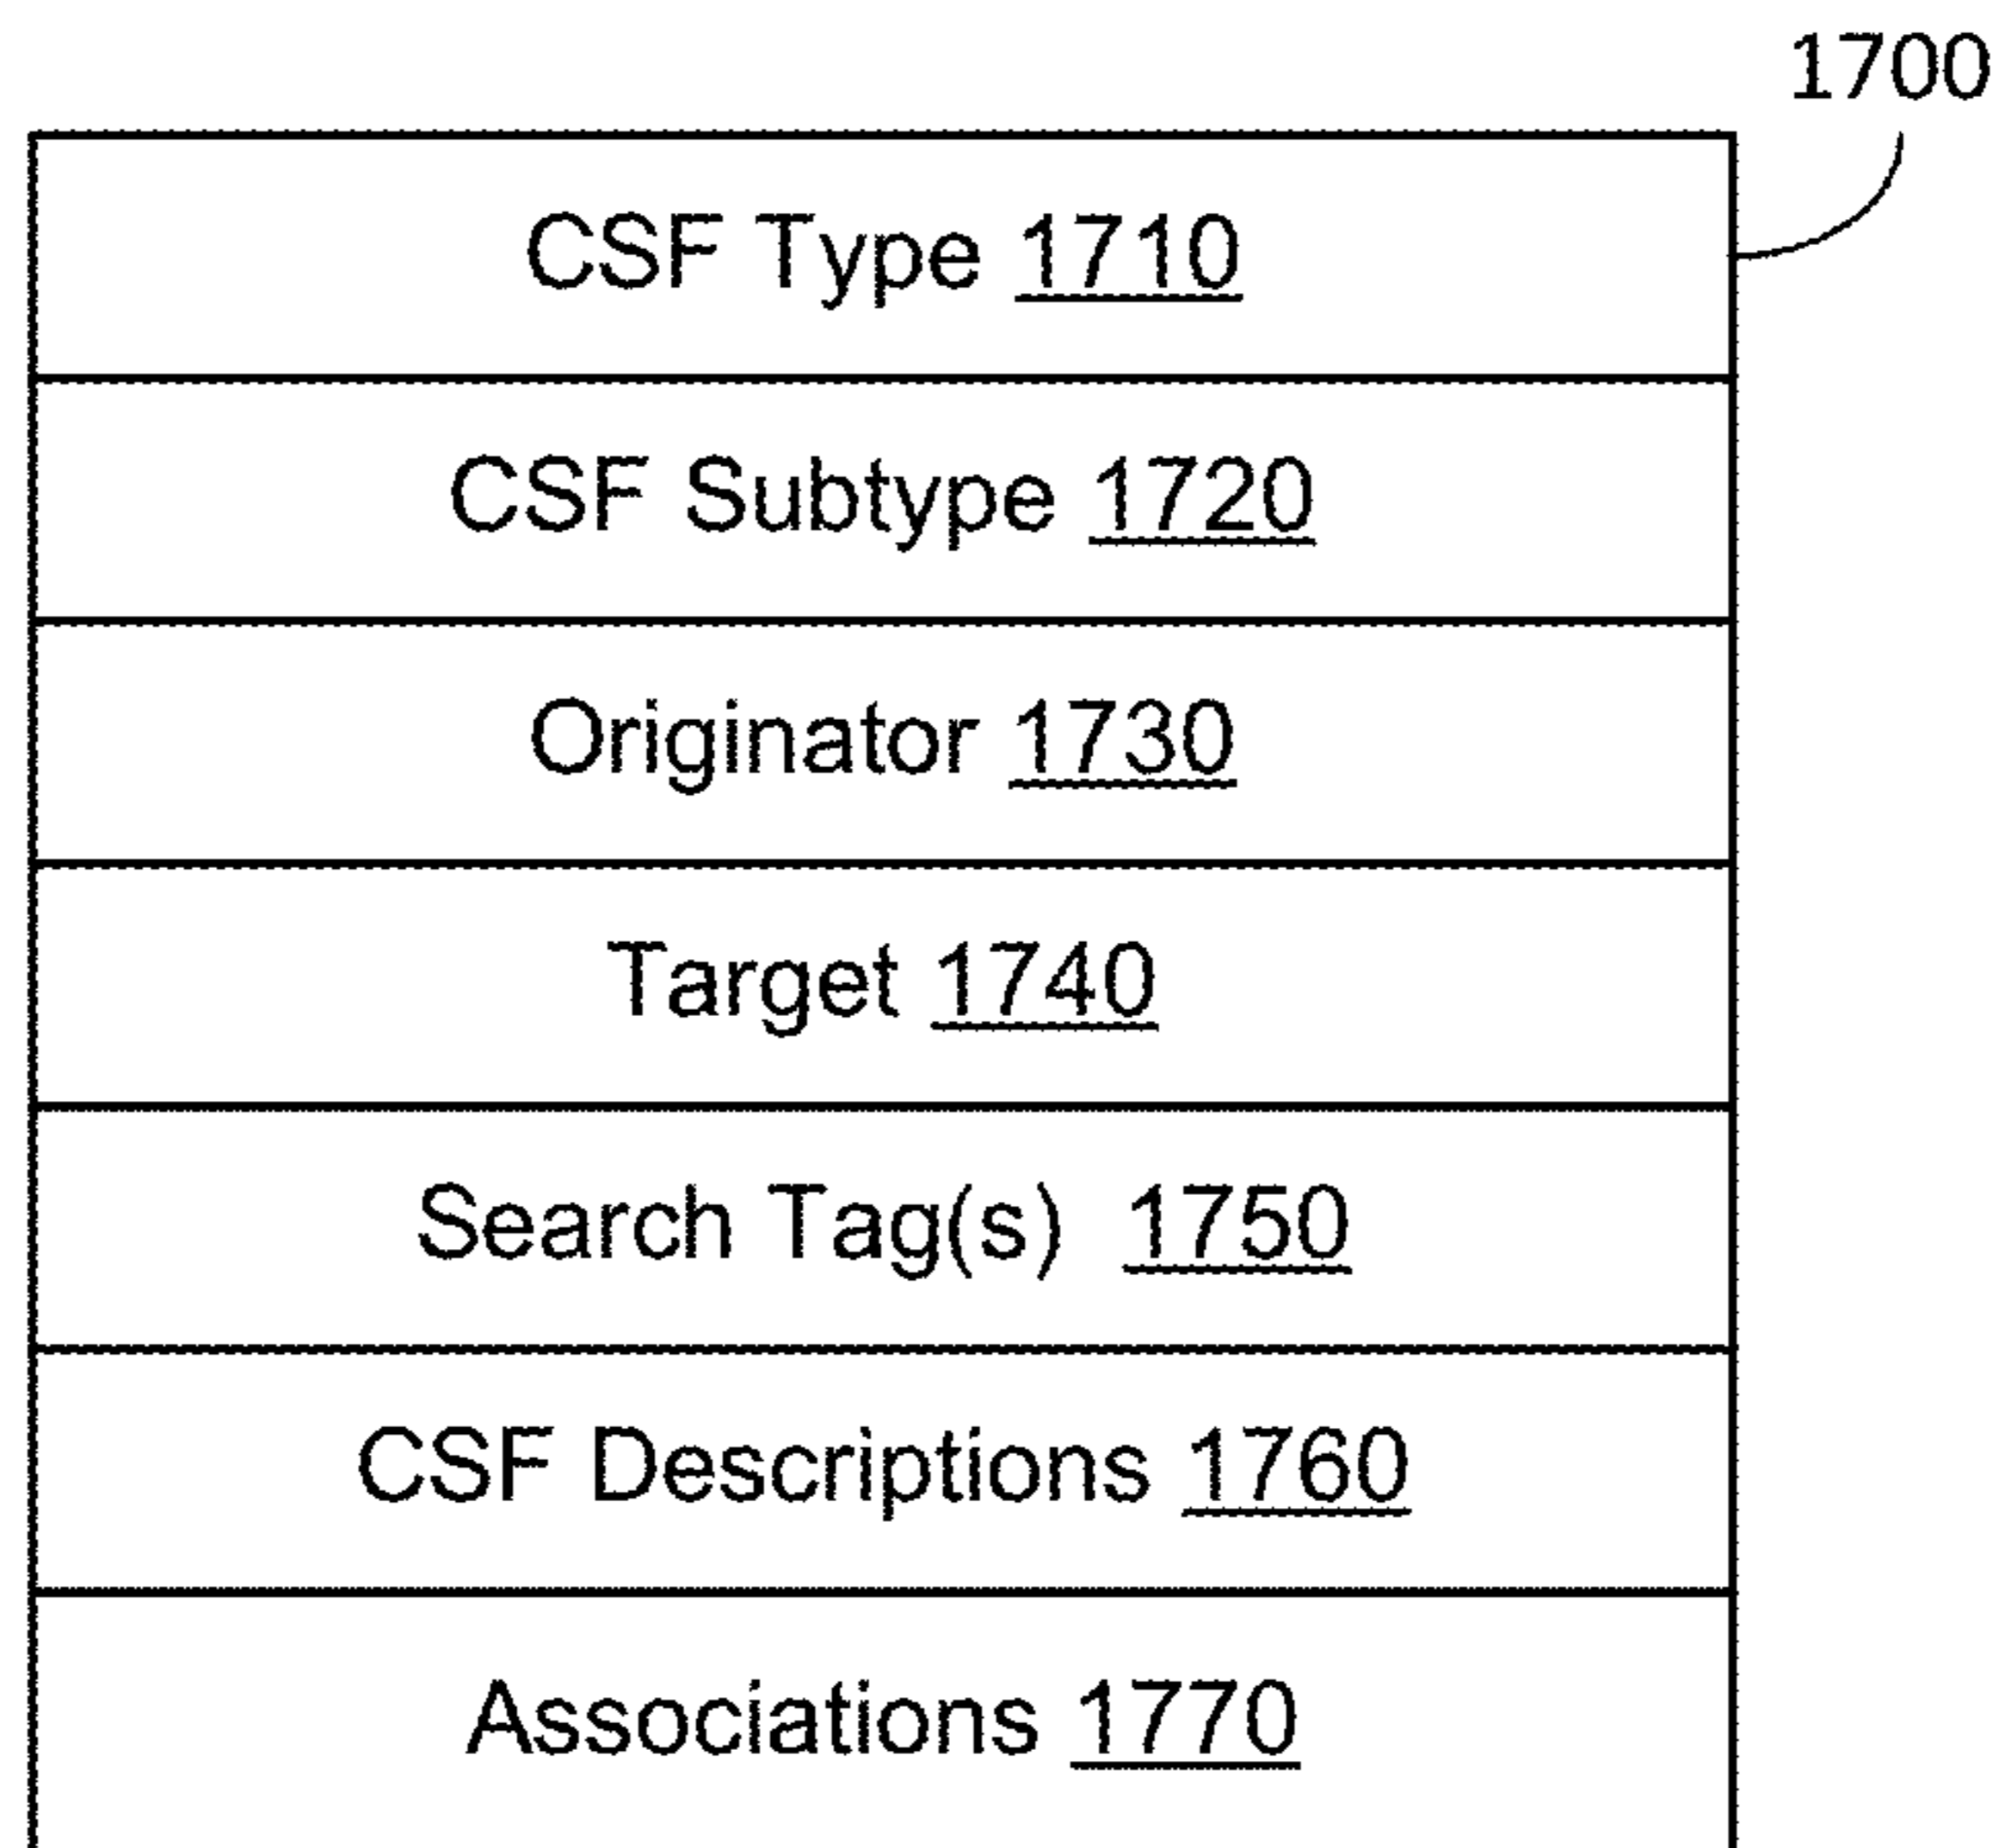 1700
CSF Type 1710
CSF Subtype 1720
Originator 1730
Target 1740
Search Tag(s) 1750
CSF Descriptions 1760
Associations 1770